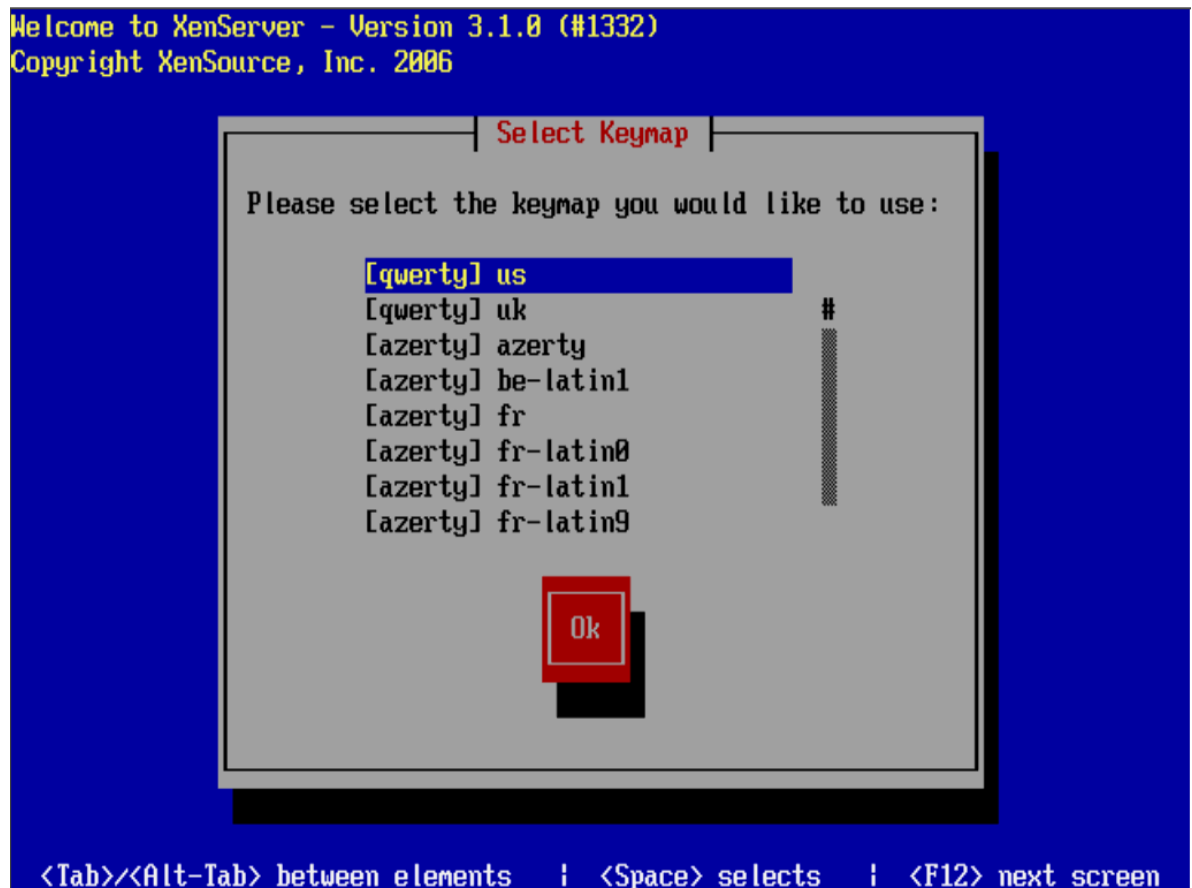 Welcome to XenServer - Version 3.1.0 (#1332)
Copyright XenSource, Inc. 2006
Select Keymap
Please select the keymap you would like to use:
[qwerty] us
[qwerty] uk #
[azerty] azerty
[azerty] be-latin1
[azerty] fr
[azerty] fr-latin0
[azerty] fr-latin1
[azerty] fr-latin9
Ok
<Tab>/<Alt-Tab> between elements | <Space> selects | <F12> next screen